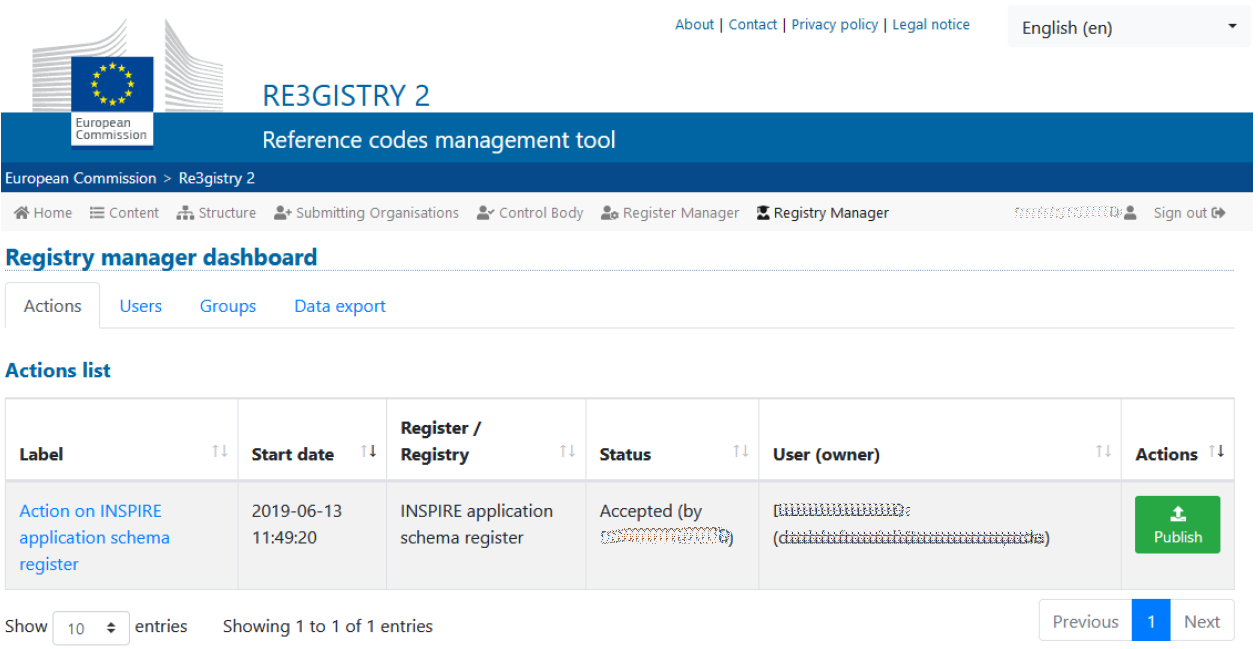 About | Contact | Privacy policy | Legal notice
English (en)
RE3GISTRY 2
European
Commission
Reference codes management tool
European Commission > Re3gistry 2
Home Content Structure Submitting Organisations Control Body Register Manager Registry Manager Sign out
Registry manager dashboard
Actions Users Groups Data export
Actions list
Label Start date Register / Registry Status User (owner) Actions
Action on INSPIRE 2019-06-13 INSPIRE application Accepted (by
application schema 11:49:20 schema register
register
Publish
Show 10 entries Showing 1 to 1 of 1 entries Previous 1 Next